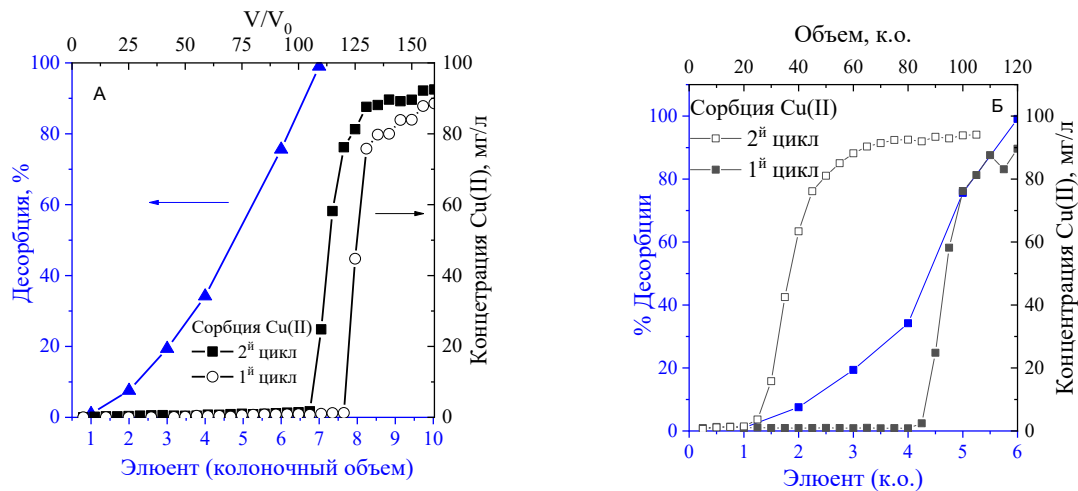 V/V0
0 25 50 75 100 125 150
А
Десорбция, %
0 20 40 60 80 100
Сорбция Cu(II)
2й цикл
1й цикл
0 20 40 60 80 100
Концетрация Cu(II), мг/л
1 2 3 4 5 6 7 8 9 10
Элюент (колоночный объем)
Объем, к.о.
0 20 40 60 80 100 120
Б
% Десорбции
0 20 40 60 80 100
Сорбция Cu(II)
2й цикл
1й цикл
0 20 40 60 80 100
Концентрация Cu(II), мг/л
0 1 2 3 4 5 6
Элюент (к.о.)